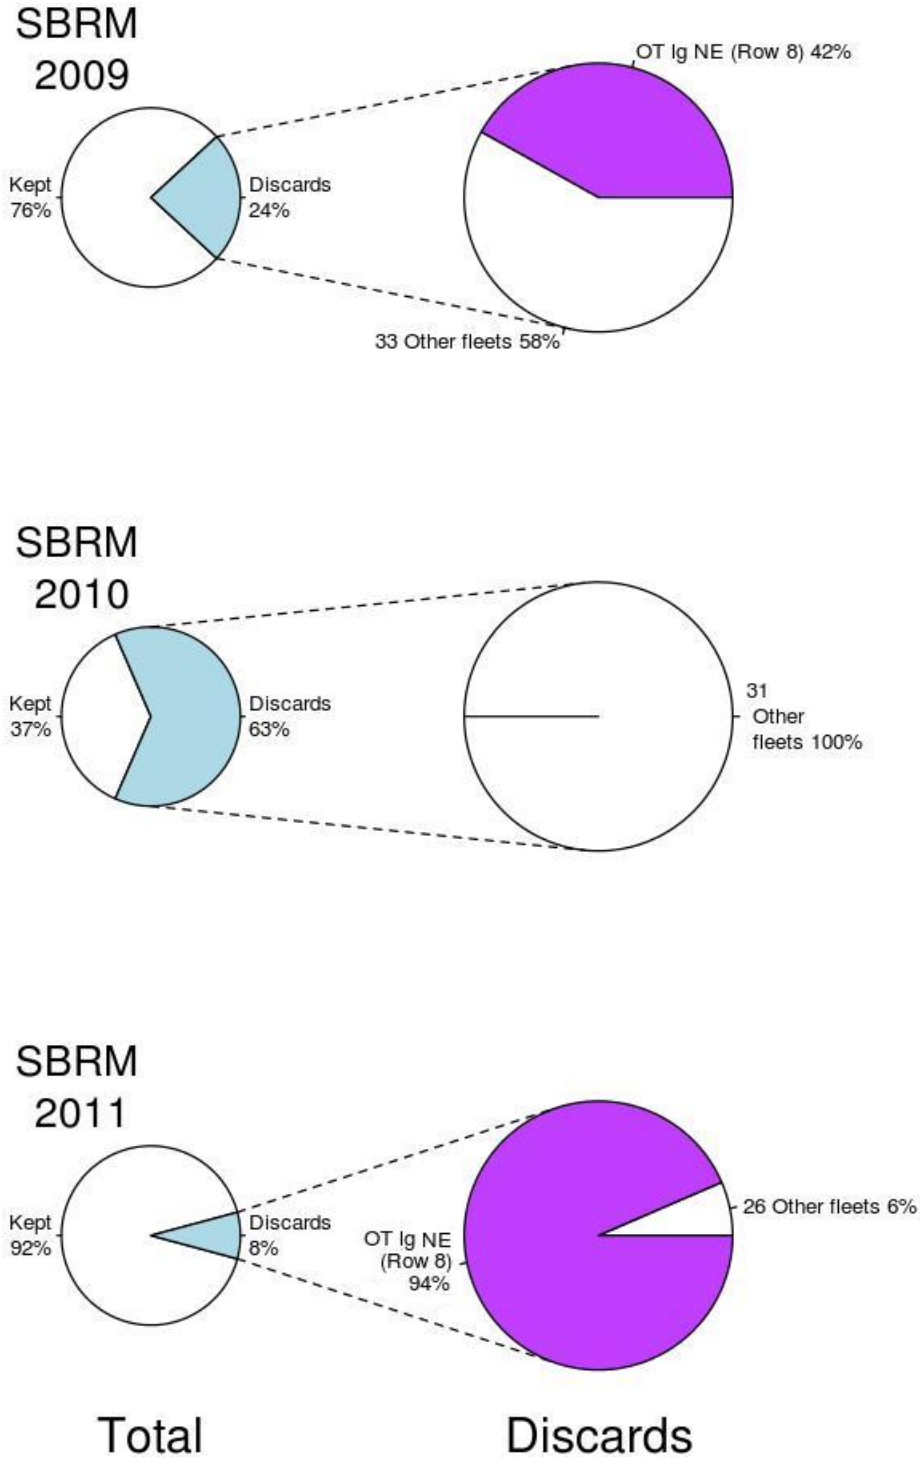 SBRM
2009
OT lg NE (Row 8) 42%
Kept
76%
Discards
24%
33 Other fleets 58%
SBRM
2010
Kept
37%
Discards
63%
31
Other
fleets 100%
SBRM
2011
Kept
92%
Discards
8%
OT lg NE
(Row 8)
94%
26 Other fleets 6%
Total
Discards